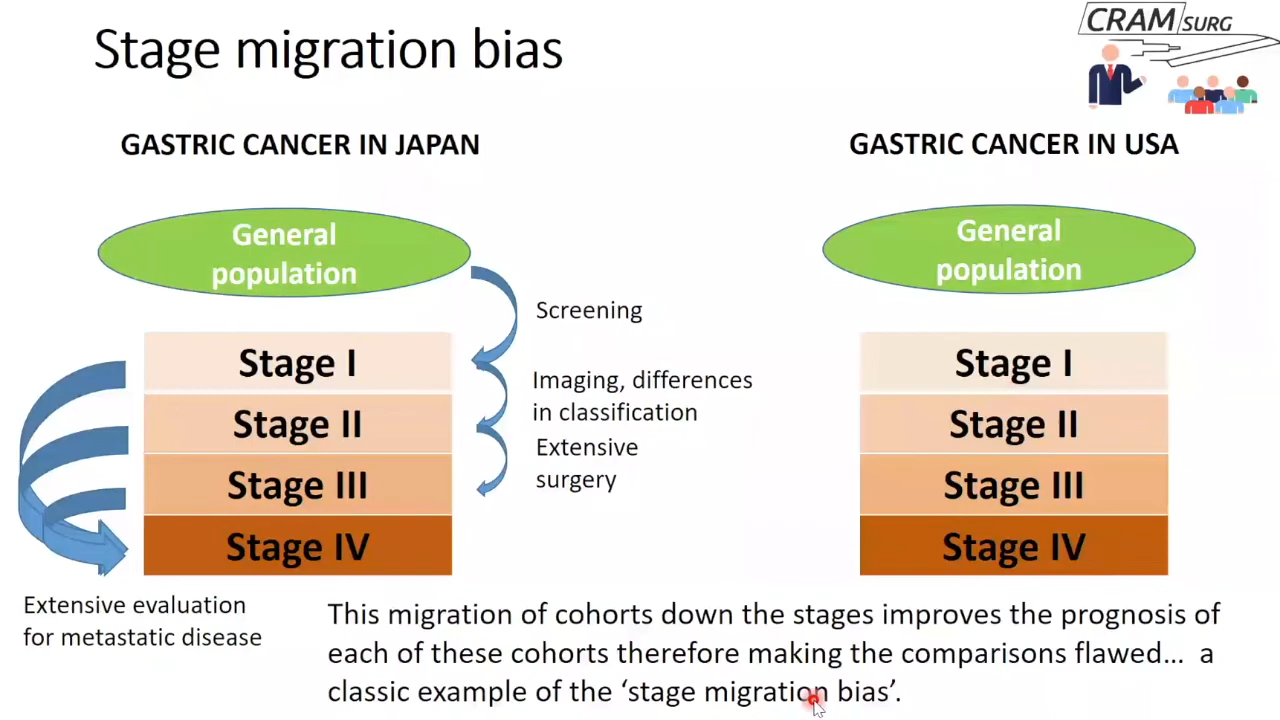 Stage migration bias
CRAMSURG
GASTRIC CANCER IN JAPAN
General
population
Screening
Stage I
Stage II
Stage III
Stage IV
Imaging, differences
in classification
Extensive
surgery
Extensive evaluation
for metastatic disease
GASTRIC CANCER IN USA
General
population
Stage I
Stage II
Stage III
Stage IV
This migration of cohorts down the stages improves the prognosis of
each of these cohorts therefore making the comparisons flawed... a
classic example of the ‘stage migration bias’.